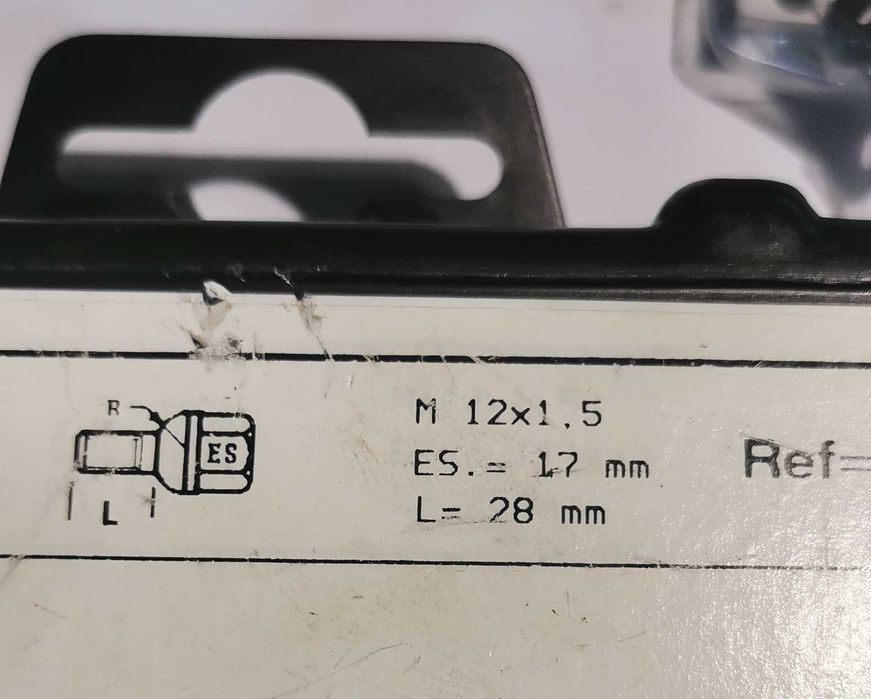 R
ES
L
M 12x1.5
ES.= 17 mm
L= 28 mm
Ref=